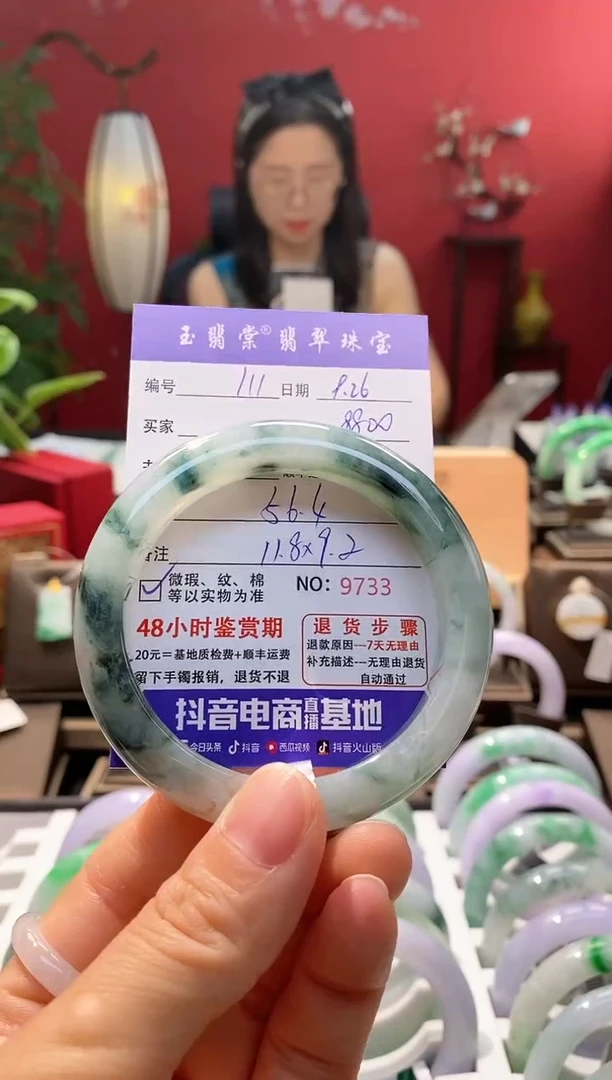 玉翡棠®翡翠珠宝
编号 111 日期 9.26
买家 8800
56.4
备注 11.8×9.2
微瑕、纹、棉
等以实物为准
NO: 9733
48小时鉴赏期
20元=基地质检费+顺丰运费
留下手镯报销，退货不退
退货步骤
退款原因---7天无理由
补充描述---无理由退货
自动通过
抖音电商直播基地
今日头条 抖音 西瓜视频 抖音火山版